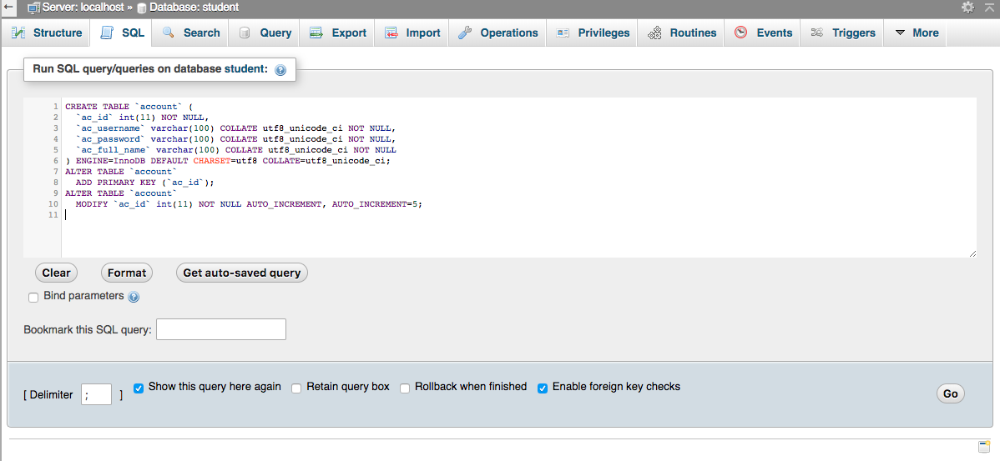 Server: localhost » Database: student
Structure SQL Search Query Export Import Operations Privileges Routines Events Triggers More
Run SQL query/queries on database student:
1 CREATE TABLE `account` (
2 `ac_id` int(11) NOT NULL,
3 `ac_username` varchar(100) COLLATE utf8_unicode_ci NOT NULL,
4 `ac_password` varchar(100) COLLATE utf8_unicode_ci NOT NULL,
5 `ac_full_name` varchar(100) COLLATE utf8_unicode_ci NOT NULL
6 ) ENGINE=InnoDB DEFAULT CHARSET=utf8 COLLATE=utf8_unicode_ci;
7 ALTER TABLE `account`
8 ADD PRIMARY KEY (`ac_id`);
9 ALTER TABLE `account`
10 MODIFY `ac_id` int(11) NOT NULL AUTO_INCREMENT, AUTO_INCREMENT=5;
11
Clear Format Get auto-saved query
Bind parameters
Bookmark this SQL query:
[ Delimiter ; ] Show this query here again Retain query box Rollback when finished Enable foreign key checks Go